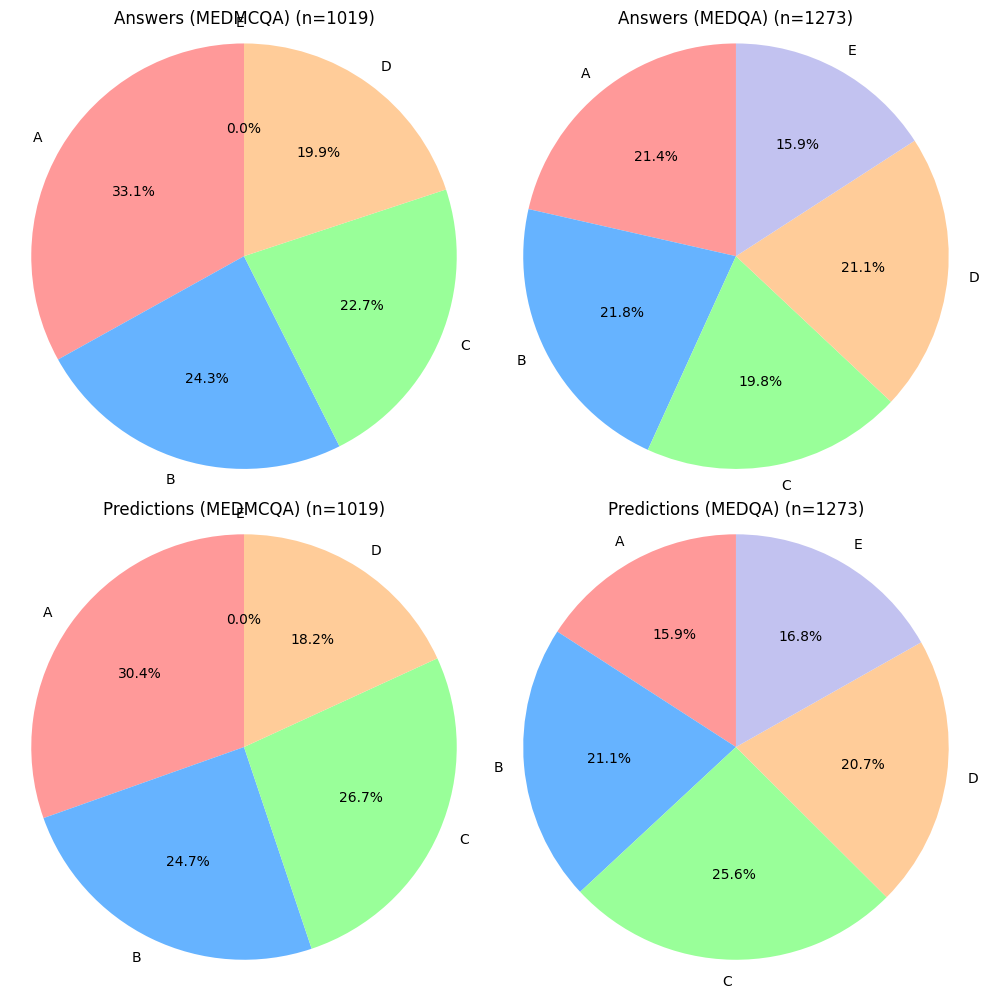 Answers (MEDMCQA) (n=1019)
E
D
A
0.0%
19.9%
33.1%
22.7%
C
24.3%
B
Answers (MEDQA) (n=1273)
E
A
15.9%
21.4%
21.1%
D
21.8%
B
19.8%
C
Predictions (MEDMCQA) (n=1019)
E
D
A
0.0%
18.2%
30.4%
26.7%
C
24.7%
B
Predictions (MEDQA) (n=1273)
A
E
15.9%
16.8%
B
21.1%
20.7%
D
25.6%
C